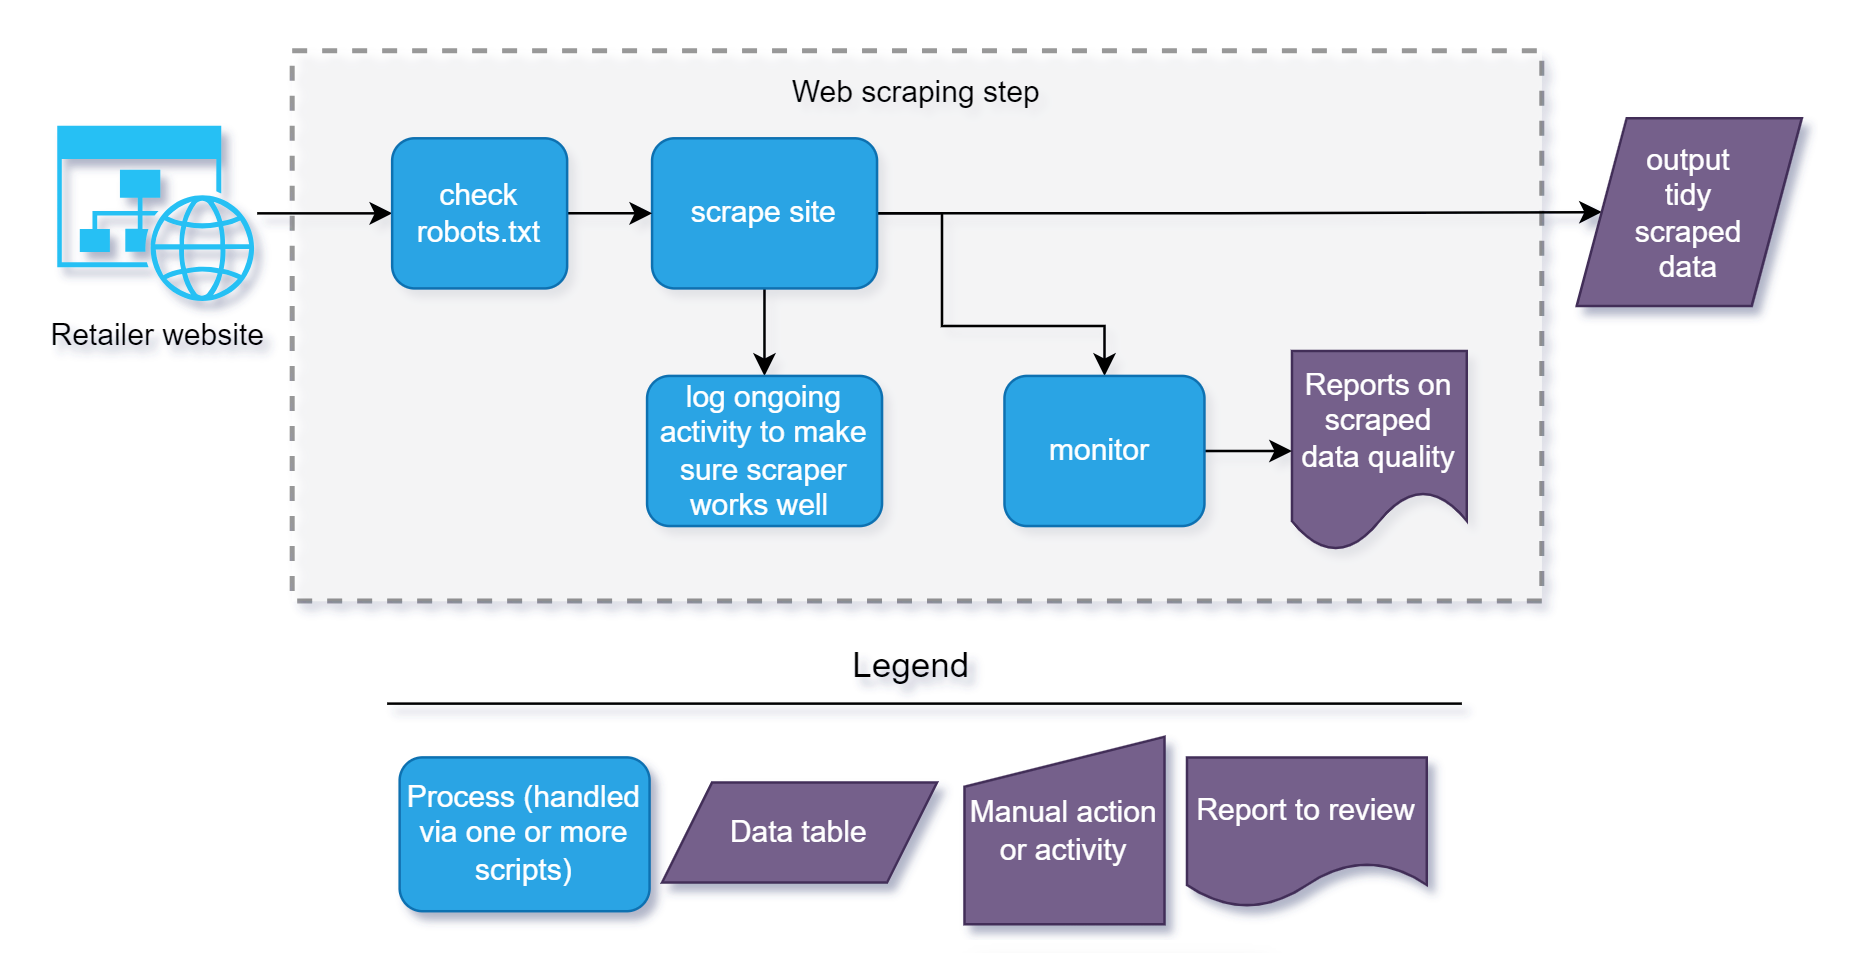 Web scraping step
Retailer website
check
robots.txt
scrape site
output
tidy
scraped
data
log ongoing
activity to make
sure scraper
works well
monitor
Reports on
scraped
data quality
Legend
Process (handled
via one or more
scripts)
Data table
Manual action
or activity
Report to review